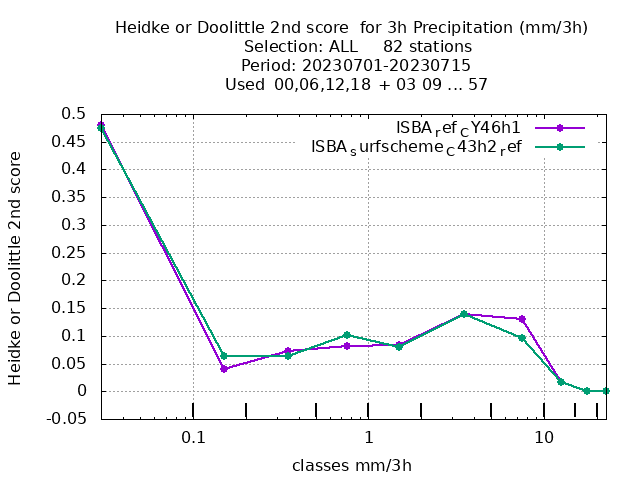 Heidke or Doolittle 2nd score  for 3h Precipitation (mm/3h)
Selection: ALL     82 stations
Period: 20230701-20230715
Used  00,06,12,18 + 03 09 ... 57
ISBA_ref_CY46h1
ISBA_surfscheme_C43h2_ref
0.5
0.45
0.4
0.35
0.3
0.25
0.2
0.15
0.1
0.05
0
-0.05
Heidke or Doolittle 2nd score
0.1 1 10
classes mm/3h